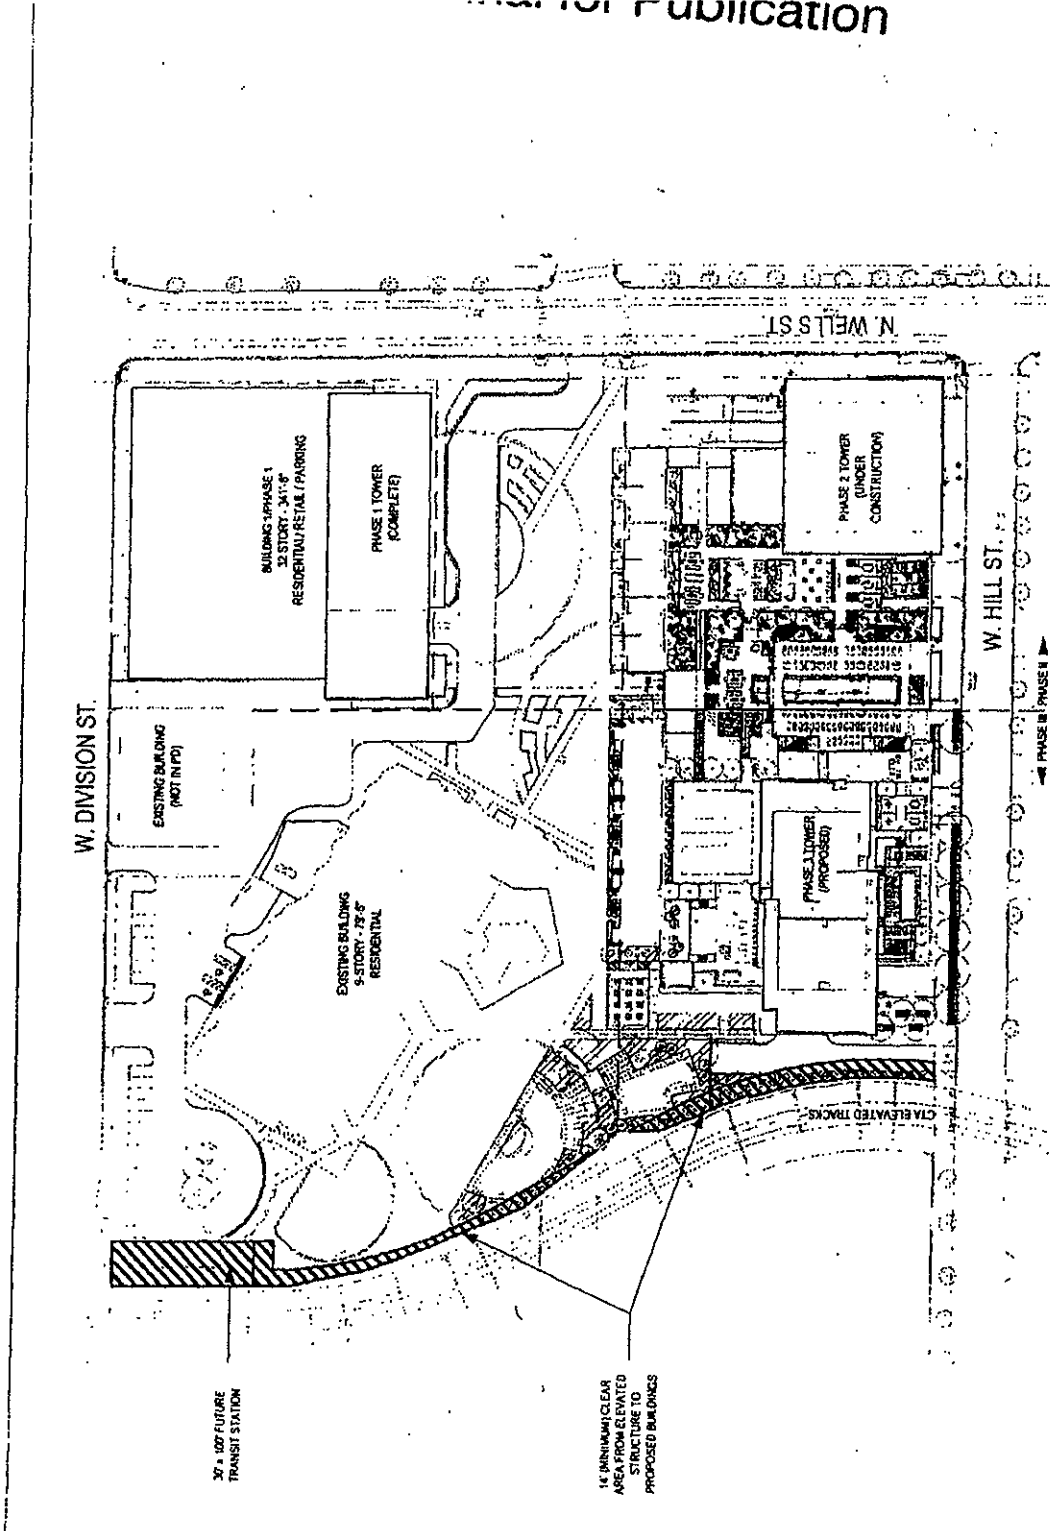 Publication
W. DIVISION ST.
BUILDING 1/PHASE 1
32 STORY - 341'-8"
RESIDENTIAL / RETAIL / PARKING
PHASE 1 TOWER
(COMPLETE)
EXISTING BUILDING
(NOT IN PD)
EXISTING BUILDING
9-STORY - 79'-6"
RESIDENTIAL
N. WELLS ST.
PHASE 2 TOWER
(UNDER
CONSTRUCTION)
PHASE 3 TOWER
(PROPOSED)
CTA ELEVATED TRACKS
W. HILL ST.
PHASE III PHASE II
30' x 100' FUTURE
TRANSIT STATION
14' (MINIMUM) CLEAR
AREA FROM ELEVATED
STRUCTURE TO
PROPOSED BUILDINGS